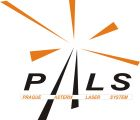 PALS
PRAGUE ASTERIX LASER SYSTEM